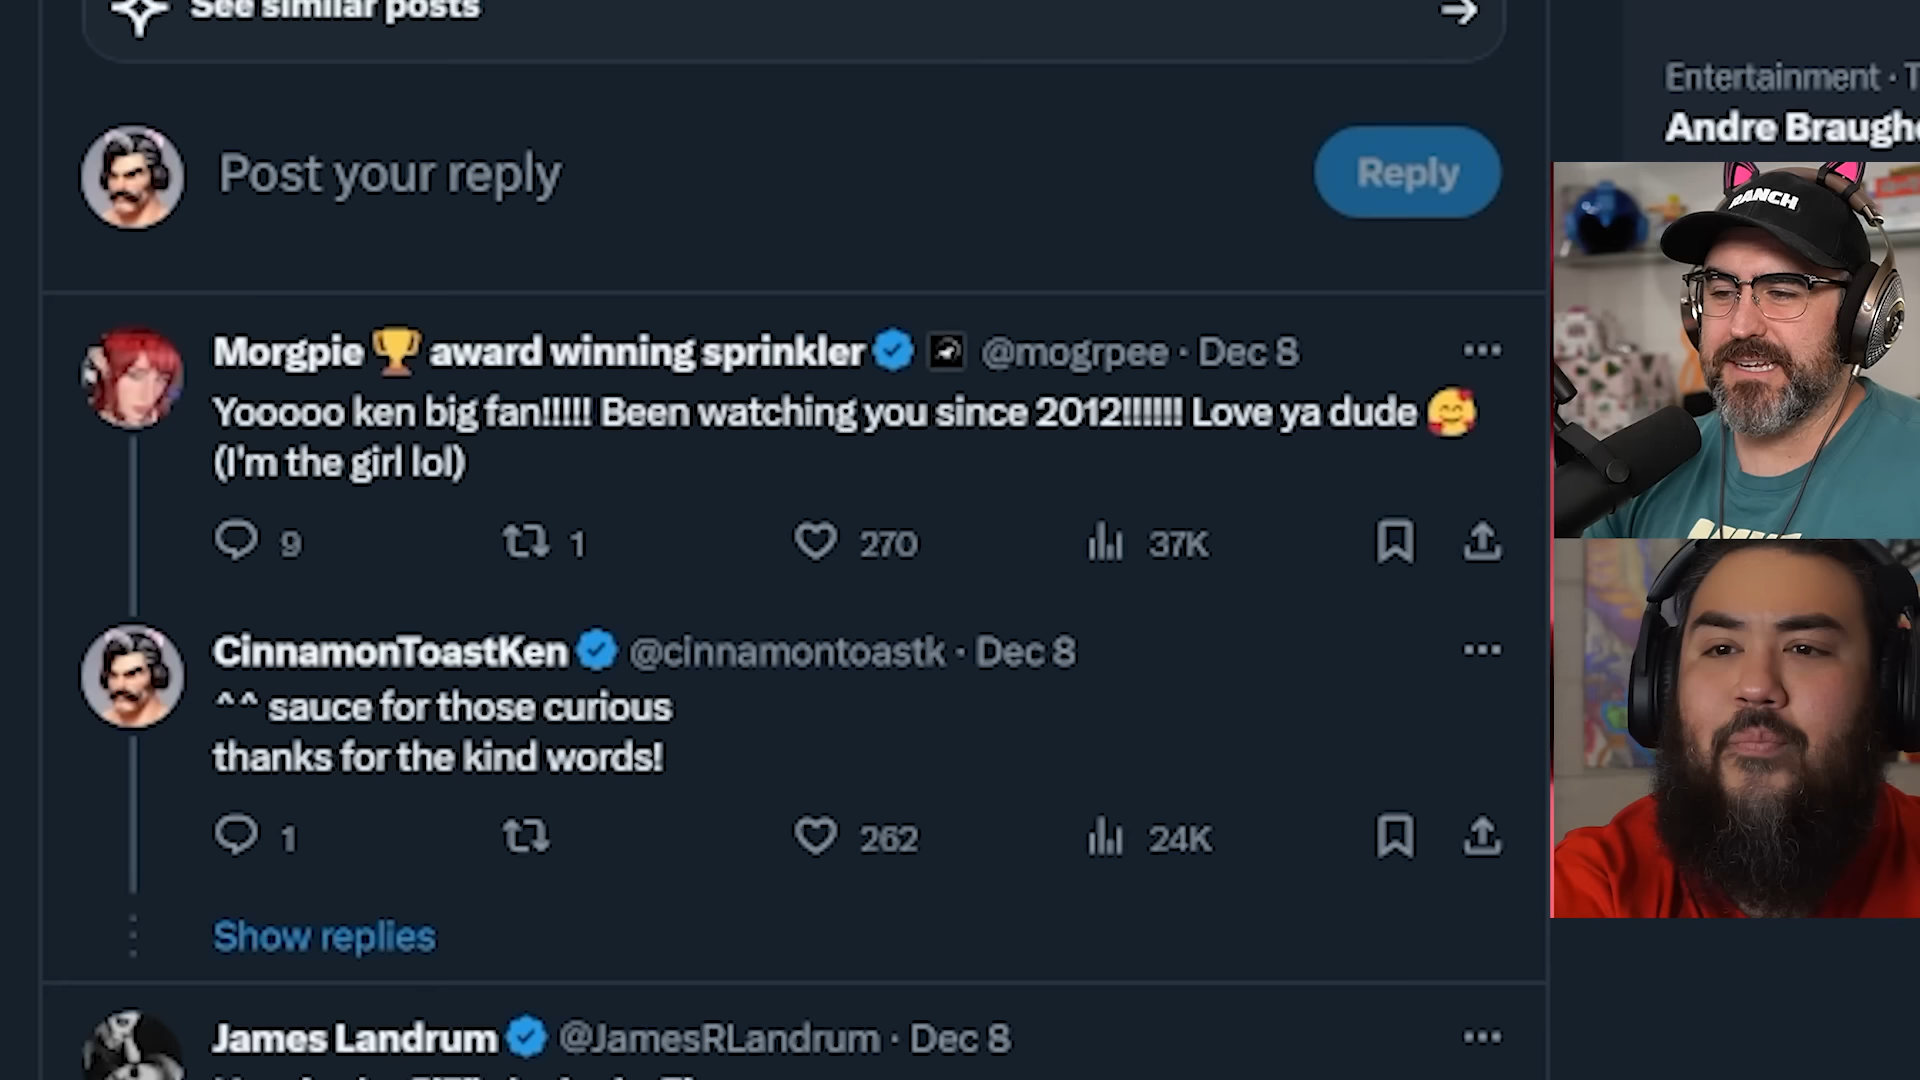 See similar posts
Entertainment · T
Andre Braugh
Post your reply
Reply
RANCH
Morgpie 🏆 award winning sprinkler @mogrpee · Dec 8
Yooooo ken big fan!!!!! Been watching you since 2012!!!!!! Love ya dude 🥰
(I'm the girl lol)
9 1 270 37K
CinnamonToastKen @cinnamontoastk · Dec 8
^^ sauce for those curious
thanks for the kind words!
1 262 24K
Show replies
James Landrum @JamesRLandrum · Dec 8